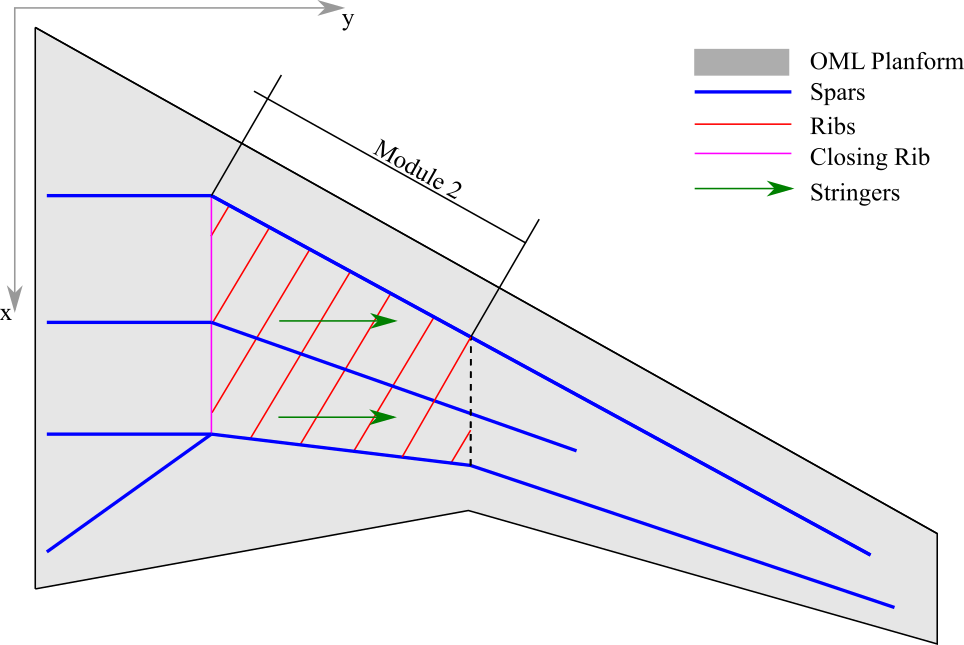 y
x
Module 2
OML Planform
Spars
Ribs
Closing Rib
Stringers